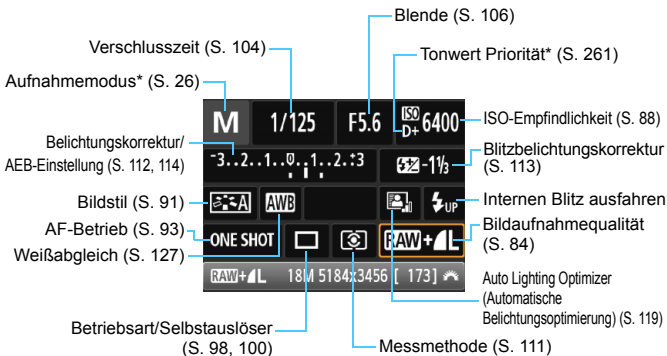 Blende (S. 106)
Verschlusszeit (S. 104)
Tonwert Priorität* (S. 261)
Aufnahmemodus* (S. 26)
M 1/125 F5.6 ISO D+ 6400
ISO-Empfindlichkeit (S. 88)
Belichtungskorrektur/
AEB-Einstellung (S. 112, 114)
-3..2..1..0..1..2.:3
-1⅓
Blitzbelichtungskorrektur
(S. 113)
Bildstil (S. 91)
A AWB UP
Internen Blitz ausfahren
AF-Betrieb (S. 93)
ONE SHOT RAW+L
Bildaufnahmequalität
(S. 84)
Weißabgleich (S. 127)
RAW+L 18M 5184x3456 [ 173]
Auto Lighting Optimizer
(Automatische
Belichtungsoptimierung) (S. 119)
Betriebsart/Selbstauslöser
(S. 98, 100)
Messmethode (S. 111)